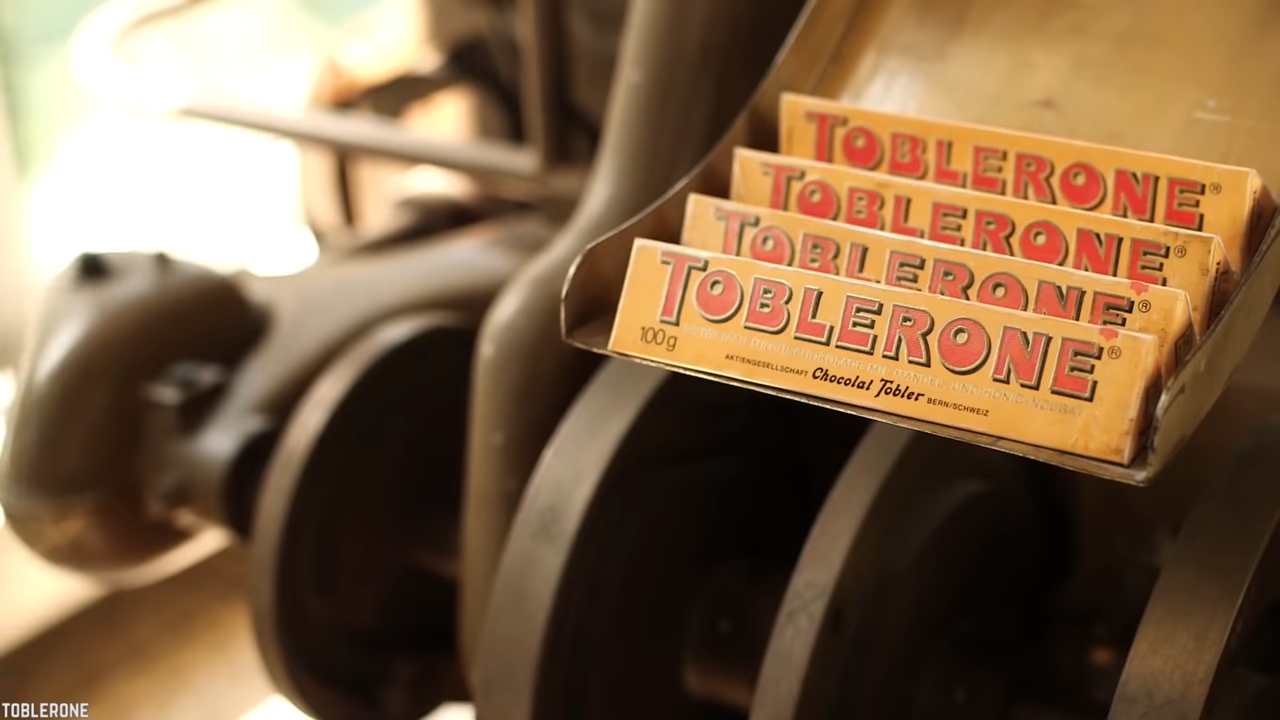 TOBLERONE®
TOBLERONE®
TOBLERONE®
TOBLERONE®
100g
AKTIENGESELLSCHAFT Chocolat Tobler BERN/SCHWEIZ
TOBLERONE